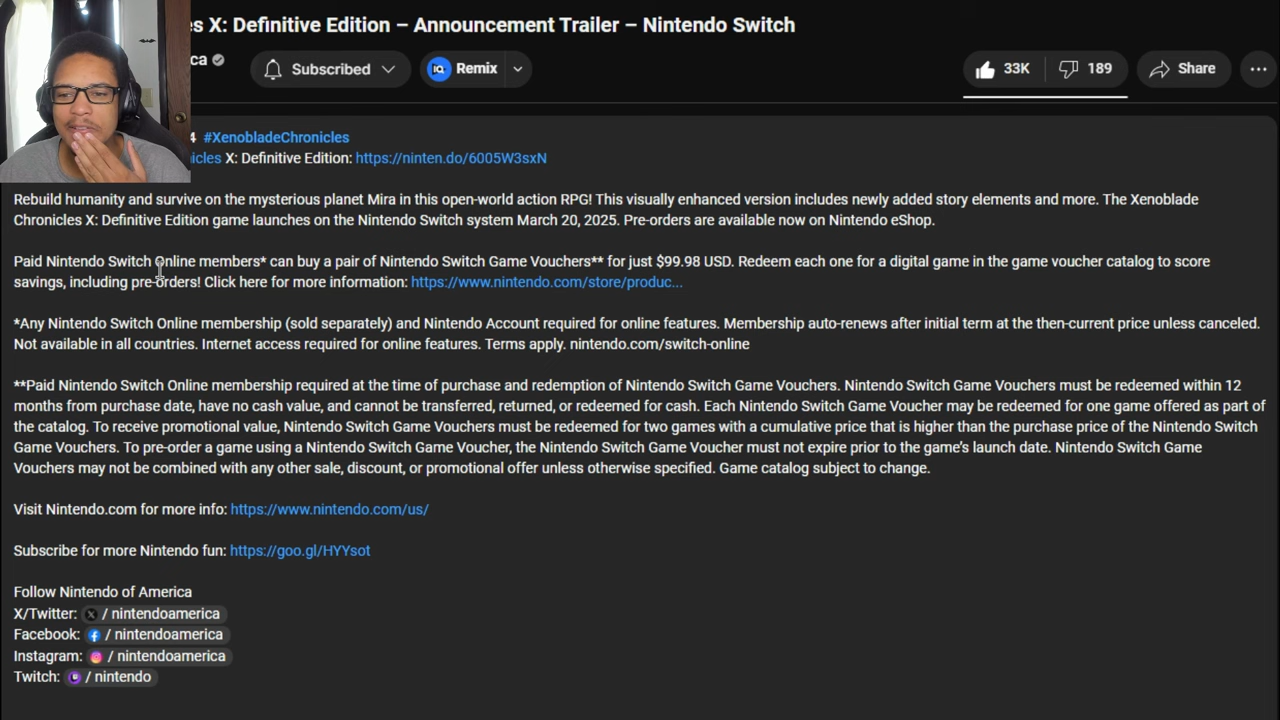 s X: Definitive Edition – Announcement Trailer – Nintendo Switch
ca
Subscribed
Remix
33K
189
Share
4 #XenobladeChronicles
icles X: Definitive Edition: https://ninten.do/6005W3sxN
Rebuild humanity and survive on the mysterious planet Mira in this open-world action RPG! This visually enhanced version includes newly added story elements and more. The Xenoblade
Chronicles X: Definitive Edition game launches on the Nintendo Switch system March 20, 2025. Pre-orders are available now on Nintendo eShop.
Paid Nintendo Switch Online members* can buy a pair of Nintendo Switch Game Vouchers** for just $99.98 USD. Redeem each one for a digital game in the game voucher catalog to score
savings, including pre-orders! Click here for more information: https://www.nintendo.com/store/produc...
*Any Nintendo Switch Online membership (sold separately) and Nintendo Account required for online features. Membership auto-renews after initial term at the then-current price unless canceled.
Not available in all countries. Internet access required for online features. Terms apply. nintendo.com/switch-online
**Paid Nintendo Switch Online membership required at the time of purchase and redemption of Nintendo Switch Game Vouchers. Nintendo Switch Game Vouchers must be redeemed within 12
months from purchase date, have no cash value, and cannot be transferred, returned, or redeemed for cash. Each Nintendo Switch Game Voucher may be redeemed for one game offered as part of
the catalog. To receive promotional value, Nintendo Switch Game Vouchers must be redeemed for two games with a cumulative price that is higher than the purchase price of the Nintendo Switch
Game Vouchers. To pre-order a game using a Nintendo Switch Game Voucher, the Nintendo Switch Game Voucher must not expire prior to the game's launch date. Nintendo Switch Game
Vouchers may not be combined with any other sale, discount, or promotional offer unless otherwise specified. Game catalog subject to change.
Visit Nintendo.com for more info: https://www.nintendo.com/us/
Subscribe for more Nintendo fun: https://goo.gl/HYYsot
Follow Nintendo of America
X/Twitter: X / nintendoamerica
Facebook: / nintendoamerica
Instagram: / nintendoamerica
Twitch: / nintendo